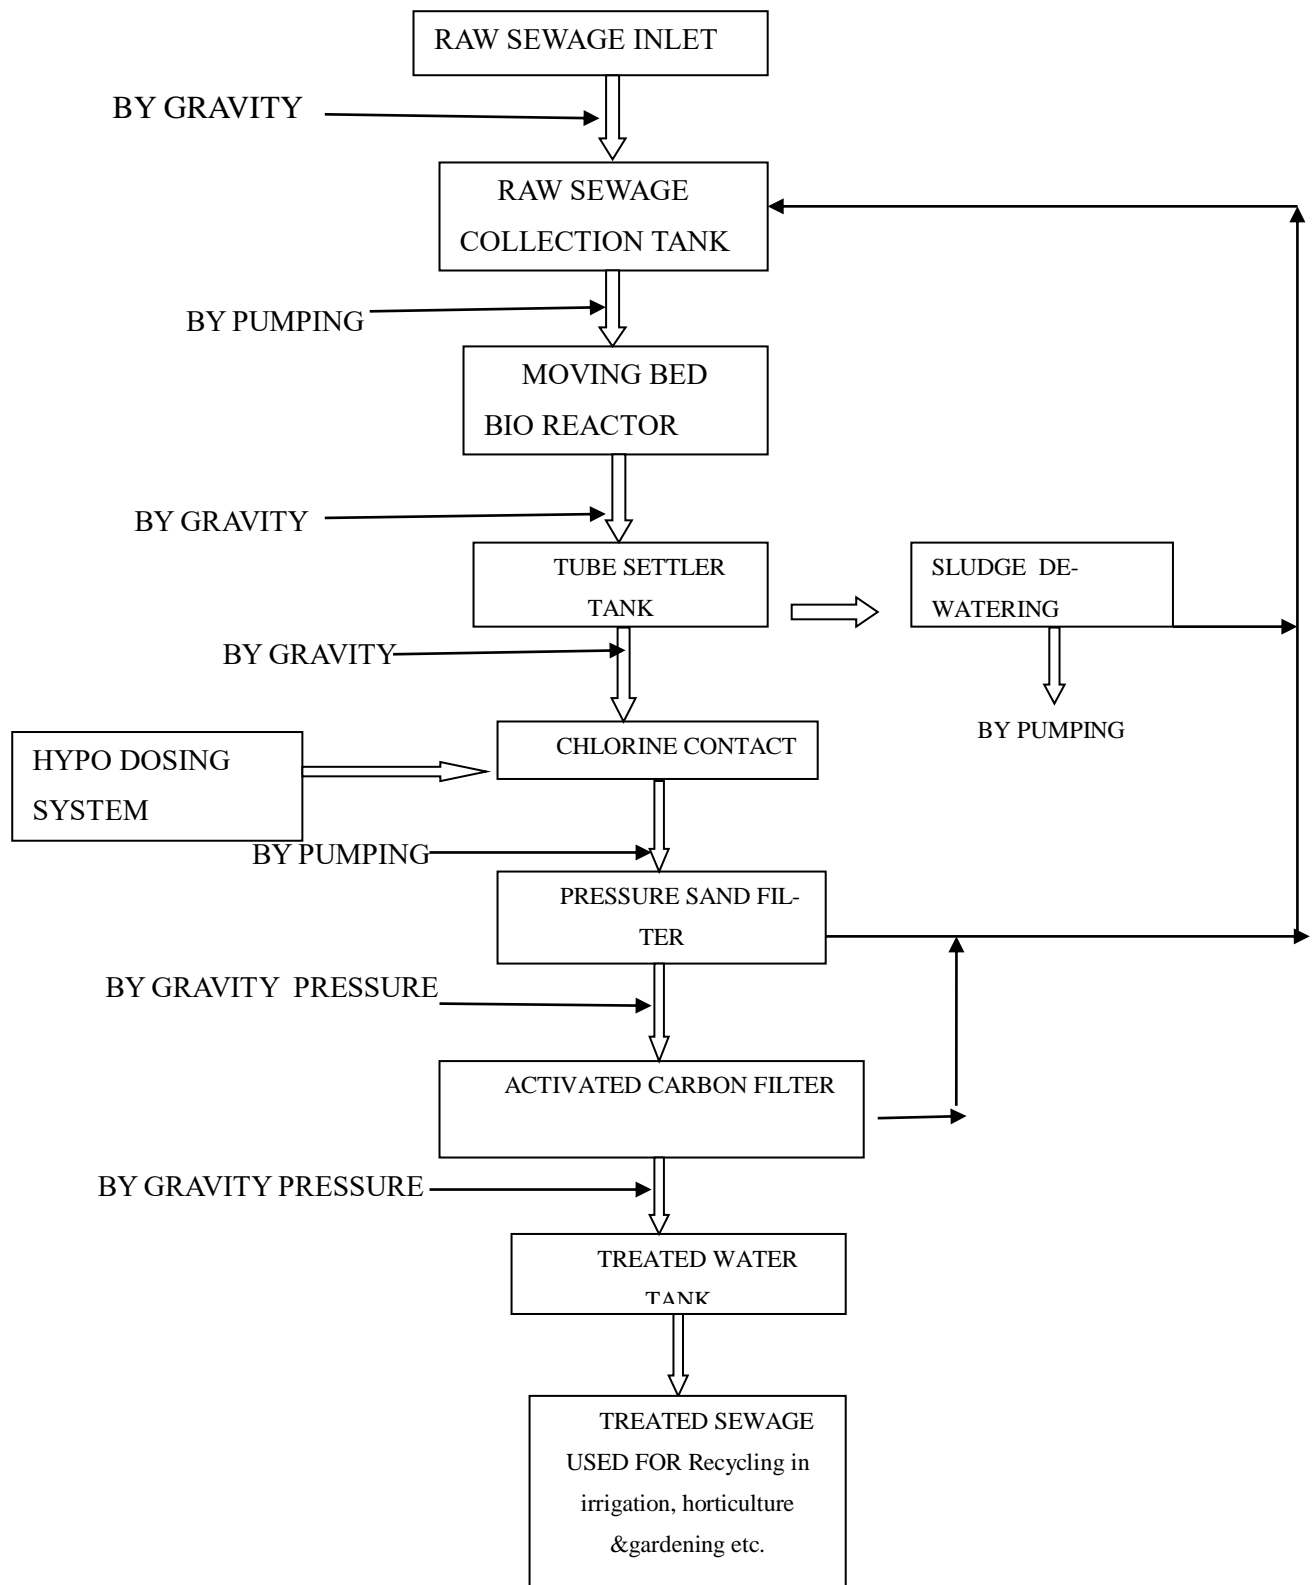 RAW SEWAGE INLET
BY GRAVITY
RAW SEWAGE
COLLECTION TANK
BY PUMPING
MOVING BED
BIO REACTOR
BY GRAVITY
TUBE SETTLER
TANK
SLUDGE DE-
WATERING
BY GRAVITY
BY PUMPING
CHLORINE CONTACT
HYPO DOSING
SYSTEM
BY PUMPING
PRESSURE SAND FIL-
TER
BY GRAVITY PRESSURE
ACTIVATED CARBON FILTER
BY GRAVITY PRESSURE
TREATED WATER
TANK
TREATED SEWAGE
USED FOR Recycling in
irrigation, horticulture
&gardening etc.